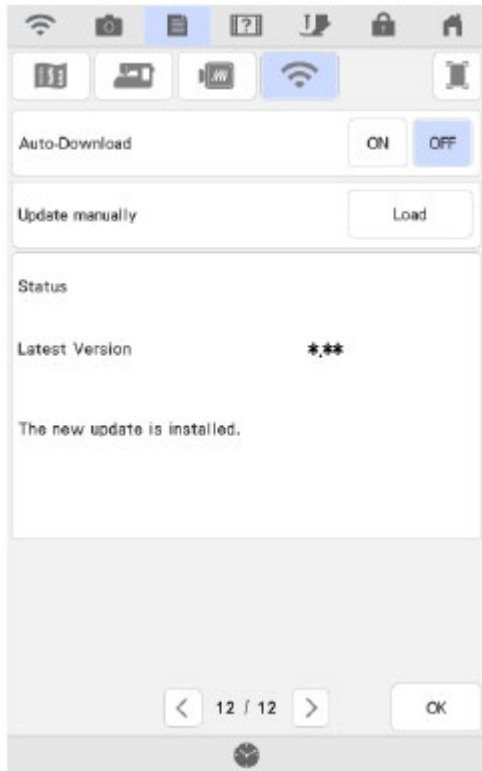 Auto-Download ON OFF
Update manually Load
Status
Latest Version *.**
The new update is installed.
< 12 / 12 >
OK